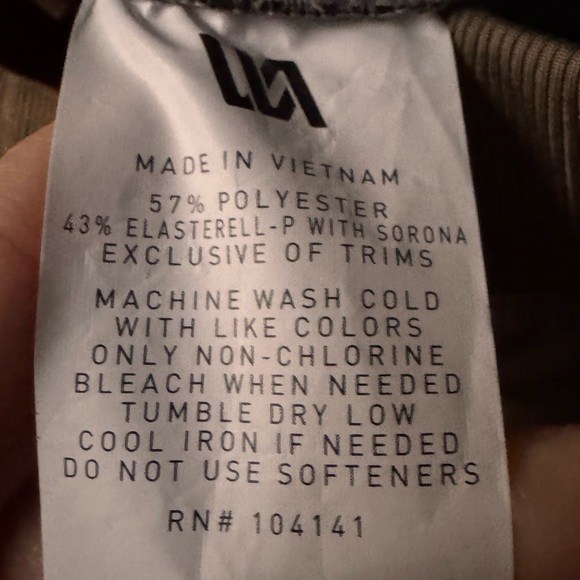 MADE IN VIETNAM
57% POLYESTER
43% ELASTERELL-P WITH SORONA
EXCLUSIVE OF TRIMS
MACHINE WASH COLD
WITH LIKE COLORS
ONLY NON-CHLORINE
BLEACH WHEN NEEDED
TUMBLE DRY LOW
COOL IRON IF NEEDED
DO NOT USE SOFTENERS
RN# 104141